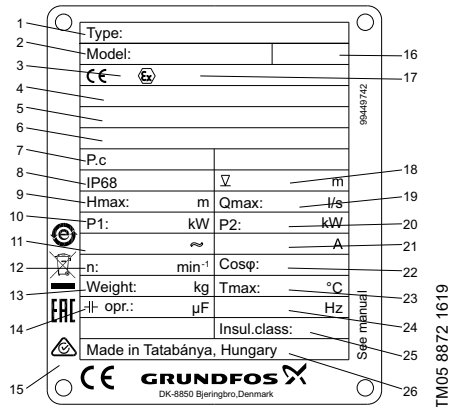 1 Type:
2 Model: 16
3 CE Ex 17
4
5
6
7 P.c
8 IP68 m 18
9 Hmax: m Qmax: l/s 19
10 P1: kW P2: kW 20
11 A 21
12 n: min-1 Cosφ: 22
13 Weight: kg Tmax: °C 23
14 opr.: µF Hz 24
Insul.class: 25
Made in Tatabánya, Hungary 26
15 CE GRUNDFOS
DK-8850 Bjeringbro,Denmark
EAC
99449742
See manual
TM05 8872 1619